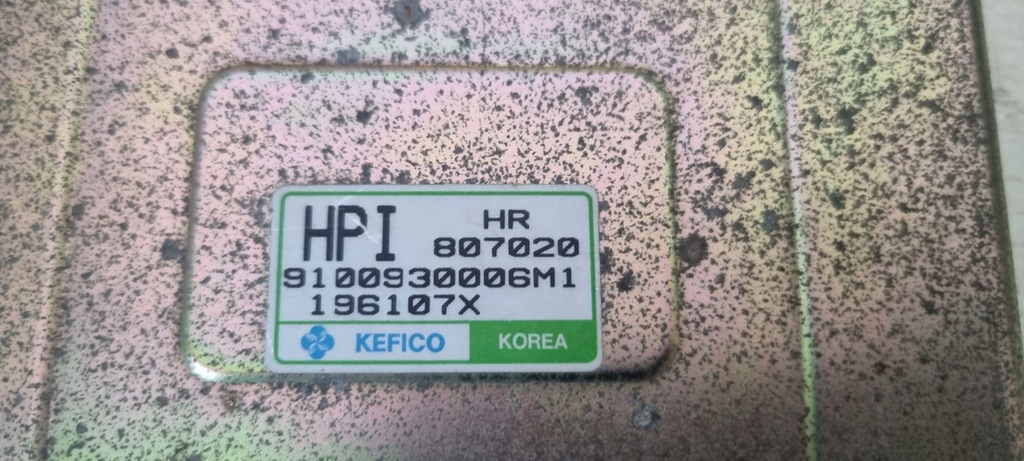 HPI HR
807020
9100930006M1
196107X
KEFICO KOREA